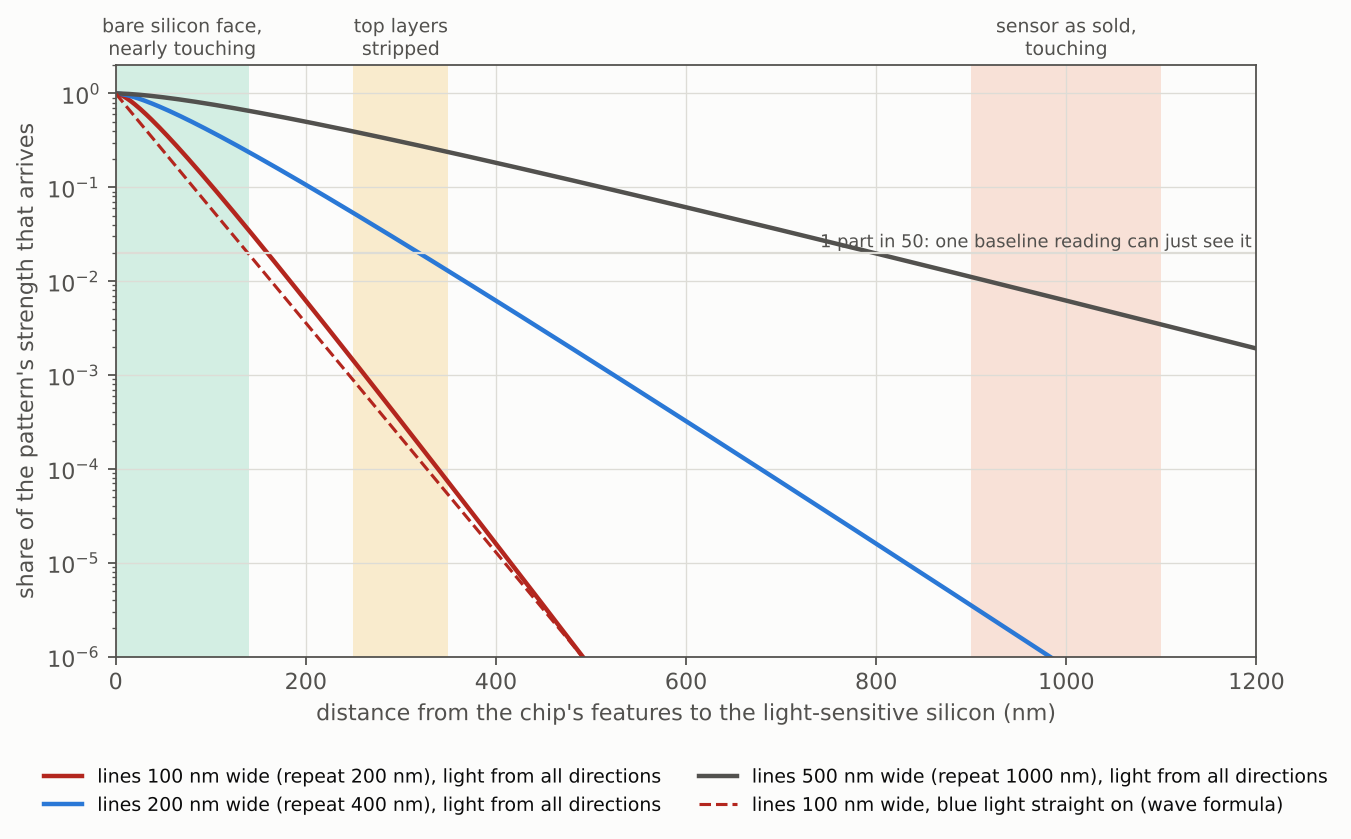 bare silicon face,
nearly touching
top layers
stripped
sensor as sold,
touching
share of the pattern's strength that arrives
10⁰
10⁻¹
10⁻²
10⁻³
10⁻⁴
10⁻⁵
10⁻⁶
1 part in 50: one baseline reading can just see it
0
200
400
600
800
1000
1200
distance from the chip's features to the light-sensitive silicon (nm)
lines 100 nm wide (repeat 200 nm), light from all directions
lines 200 nm wide (repeat 400 nm), light from all directions
lines 500 nm wide (repeat 1000 nm), light from all directions
lines 100 nm wide, blue light straight on (wave formula)